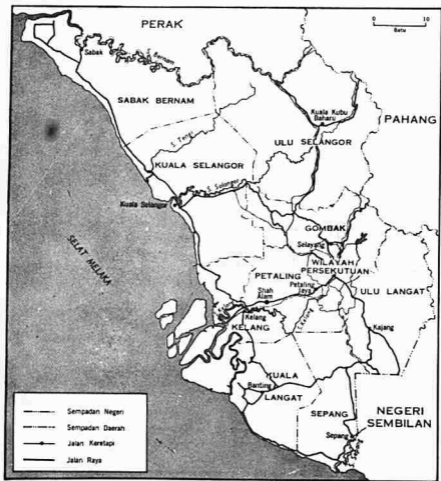 PERAK
0 10
Batu
Sabak
S. Bernam
SABAK BERNAM
Kuala Kubu
Baharu
PAHANG
S. Tengi
ULU SELANGOR
KUALA SELANGOR
S. Selangor
Kuala Selangor
GOMBAK
Selayang
SELAT MELAKA
WILAYAH
PERSEKUTUAN
PETALING
Petaling
Jaya
ULU LANGAT
Shah
Alam
Kelang
KELANG
Kajang
KUALA
LANGAT
Banting
SEPANG
Sepang
NEGERI
SEMBILAN
Sempadan Negeri
Sempadan Daerah
Jalan Keretapi
Jalan Raya